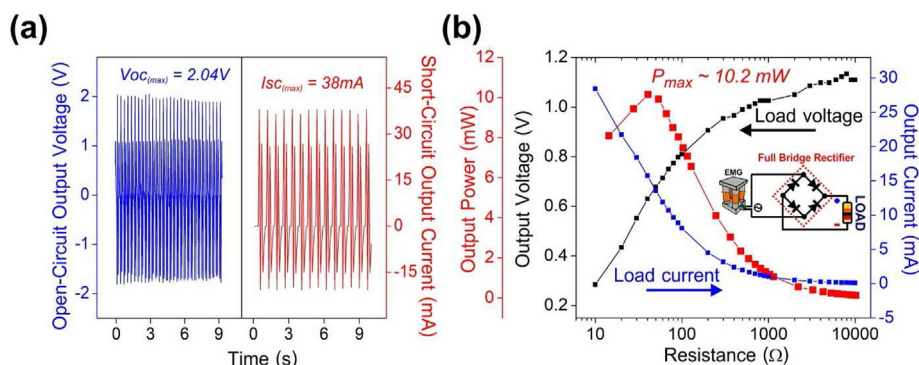 (a)
Open-Circuit Output Voltage (V)
2
1
0
-1
-2
Voc(max) = 2.04V
Isc(max) = 38mA
0 3 6 9 0 3 6 9
Time (s)
45
30
15
0
-15
Short-Circuit Output Current (mA)
(b)
Output Power (mW)
12
10
8
6
4
2
0
Output Voltage (V)
1.2
1.0
0.8
0.6
0.4
0.2
Pmax ~ 10.2 mW
Load voltage
Full Bridge Rectifier
EMG
LOAD
+
-
Load current
10 100 1000 10000
Resistance (Ω)
30
25
20
15
10
5
0
-5
Output Current (mA)